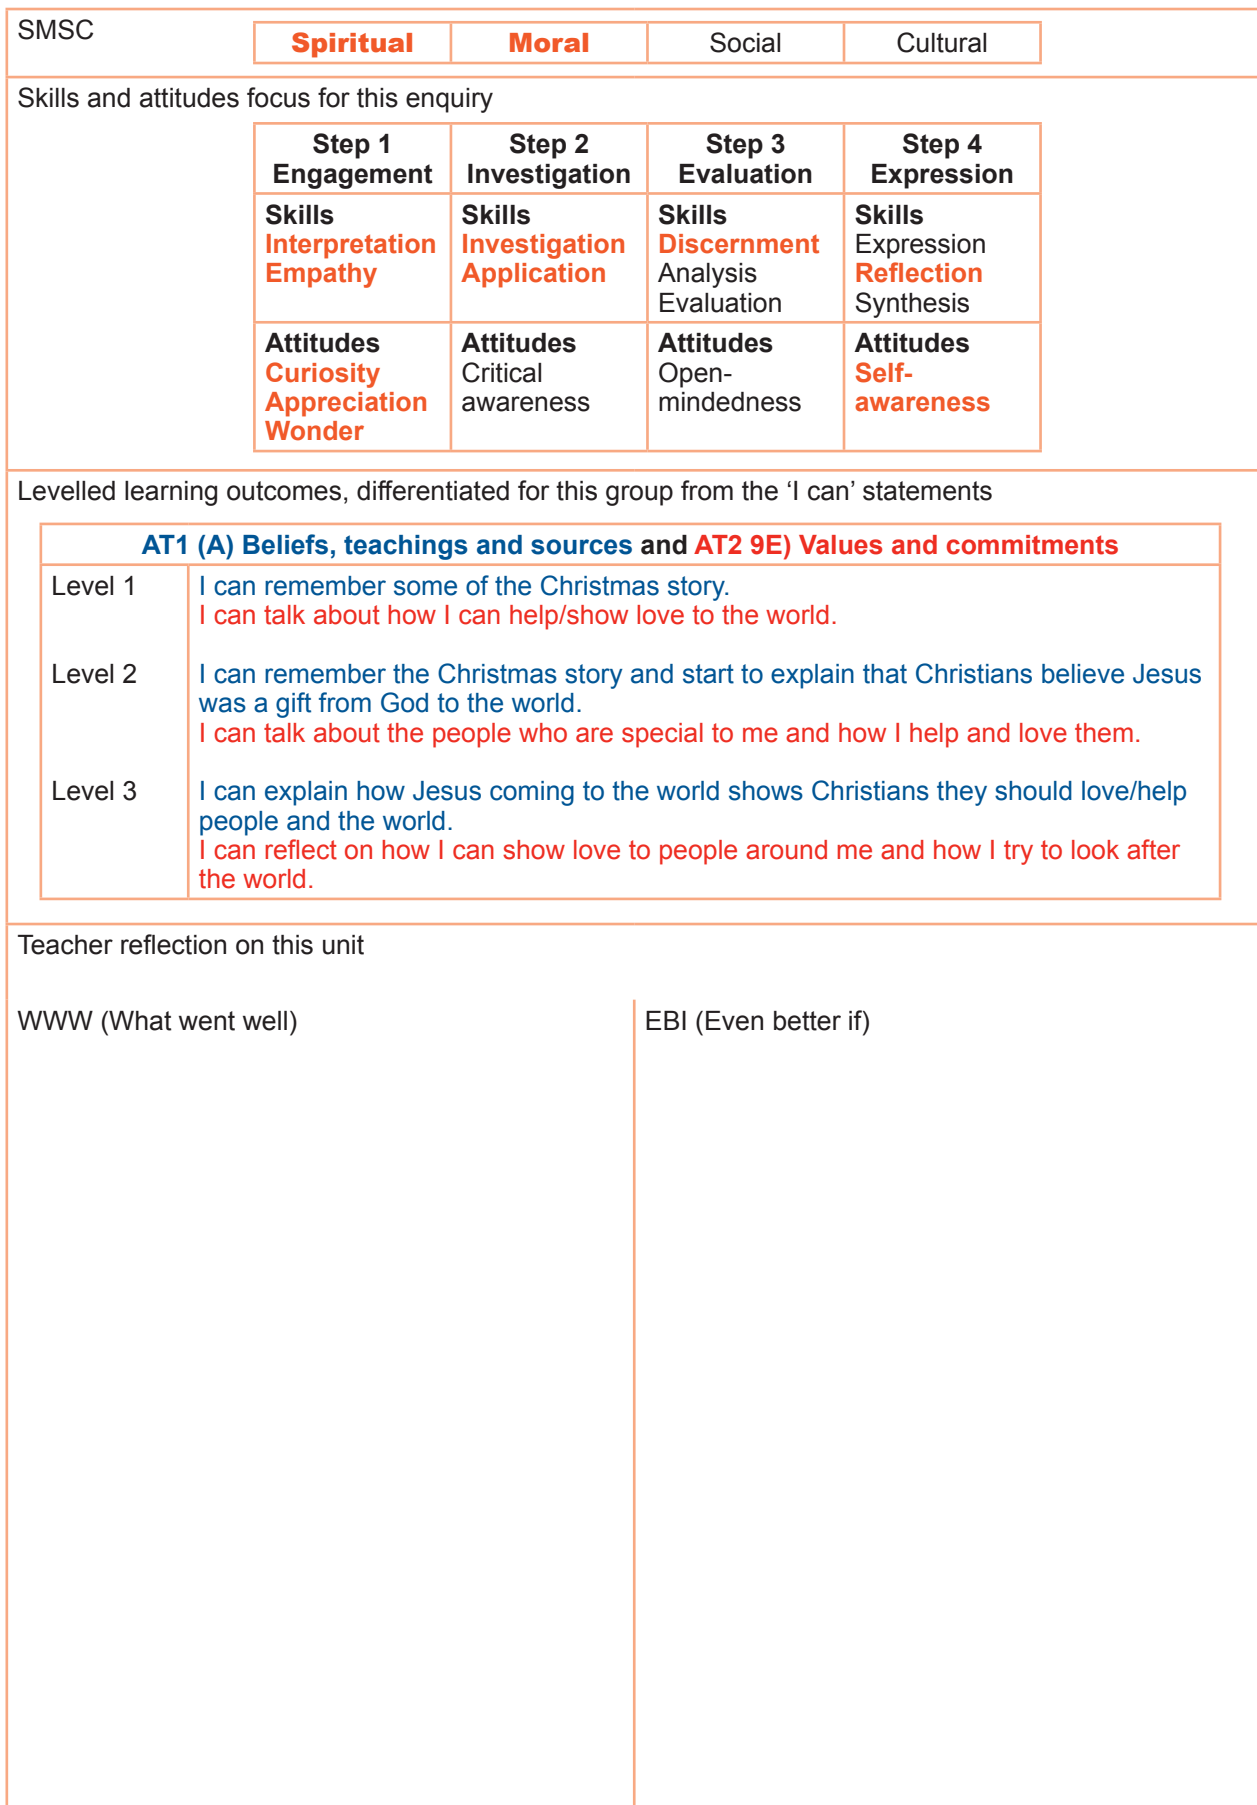 SMSC
Spiritual Moral Social Cultural
Skills and attitudes focus for this enquiry
Step 1 Step 2 Step 3 Step 4
Engagement Investigation Evaluation Expression
Skills Skills Skills Skills
Interpretation Investigation Discernment Expression
Empathy Application Analysis Reflection
Evaluation Synthesis
Attitudes Attitudes Attitudes Attitudes
Curiosity Critical Open- Self-
Appreciation awareness mindedness awareness
Wonder
Levelled learning outcomes, differentiated for this group from the ‘I can’ statements
AT1 (A) Beliefs, teachings and sources and AT2 9E) Values and commitments
Level 1 I can remember some of the Christmas story.
I can talk about how I can help/show love to the world.
Level 2 I can remember the Christmas story and start to explain that Christians believe Jesus
was a gift from God to the world.
I can talk about the people who are special to me and how I help and love them.
Level 3 I can explain how Jesus coming to the world shows Christians they should love/help
people and the world.
I can reflect on how I can show love to people around me and how I try to look after
the world.
Teacher reflection on this unit
WWW (What went well) EBI (Even better if)